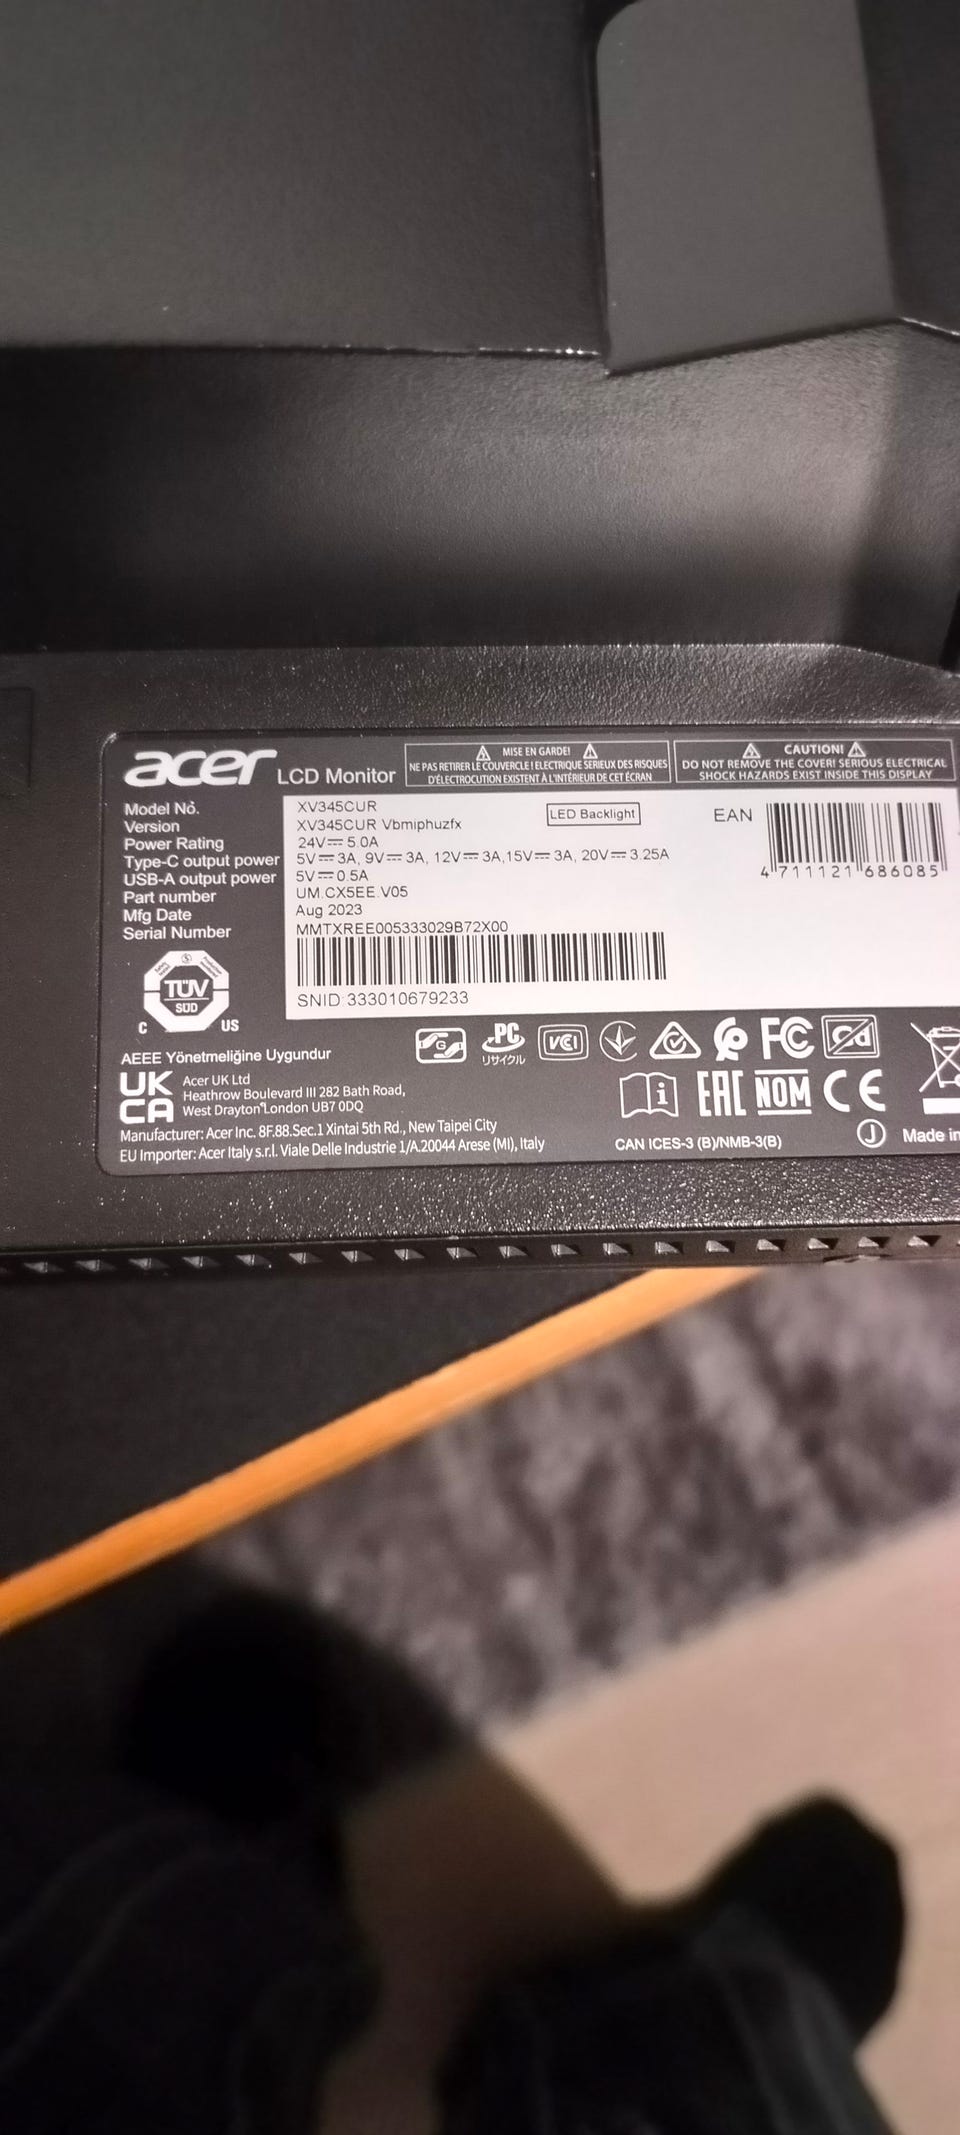 acer LCD Monitor
MISE EN GARDE!
NE PAS RETIRER LE COUVERCLE ! ELECTRIQUE SERIEUX DES RISQUES
D'ÉLECTROCUTION EXISTENT À L'INTÉRIEUR DE CET ÉCRAN
CAUTION!
DO NOT REMOVE THE COVER! SERIOUS ELECTRICAL
SHOCK HAZARDS EXIST INSIDE THIS DISPLAY
Model No. XV345CUR
Version XV345CUR Vbmiphuzfx
Power Rating 24V⎓5.0A
Type-C output power 5V⎓3A, 9V⎓3A, 12V⎓3A,15V⎓3A, 20V⎓3.25A
USB-A output power 5V⎓0.5A
Part number UM.CX5EE.V05
Mfg Date Aug 2023
Serial Number MMTXREE005333029B72X00
SNID:333010679233
LED Backlight
EAN
4 711121 686085
TÜV
SÜD
C US
AEEE Yönetmeliğine Uygundur
UK
CA
Acer UK Ltd
Heathrow Boulevard III 282 Bath Road,
West Drayton London UB7 0DQ
Manufacturer: Acer Inc. 8F.88.Sec.1 Xintai 5th Rd., New Taipei City
EU Importer: Acer Italy s.r.l. Viale Delle Industrie 1/A.20044 Arese (MI), Italy
G
PC
リサイクル
VCI
FC
EAC NOM CE
CAN ICES-3 (B)/NMB-3(B)
J Made in